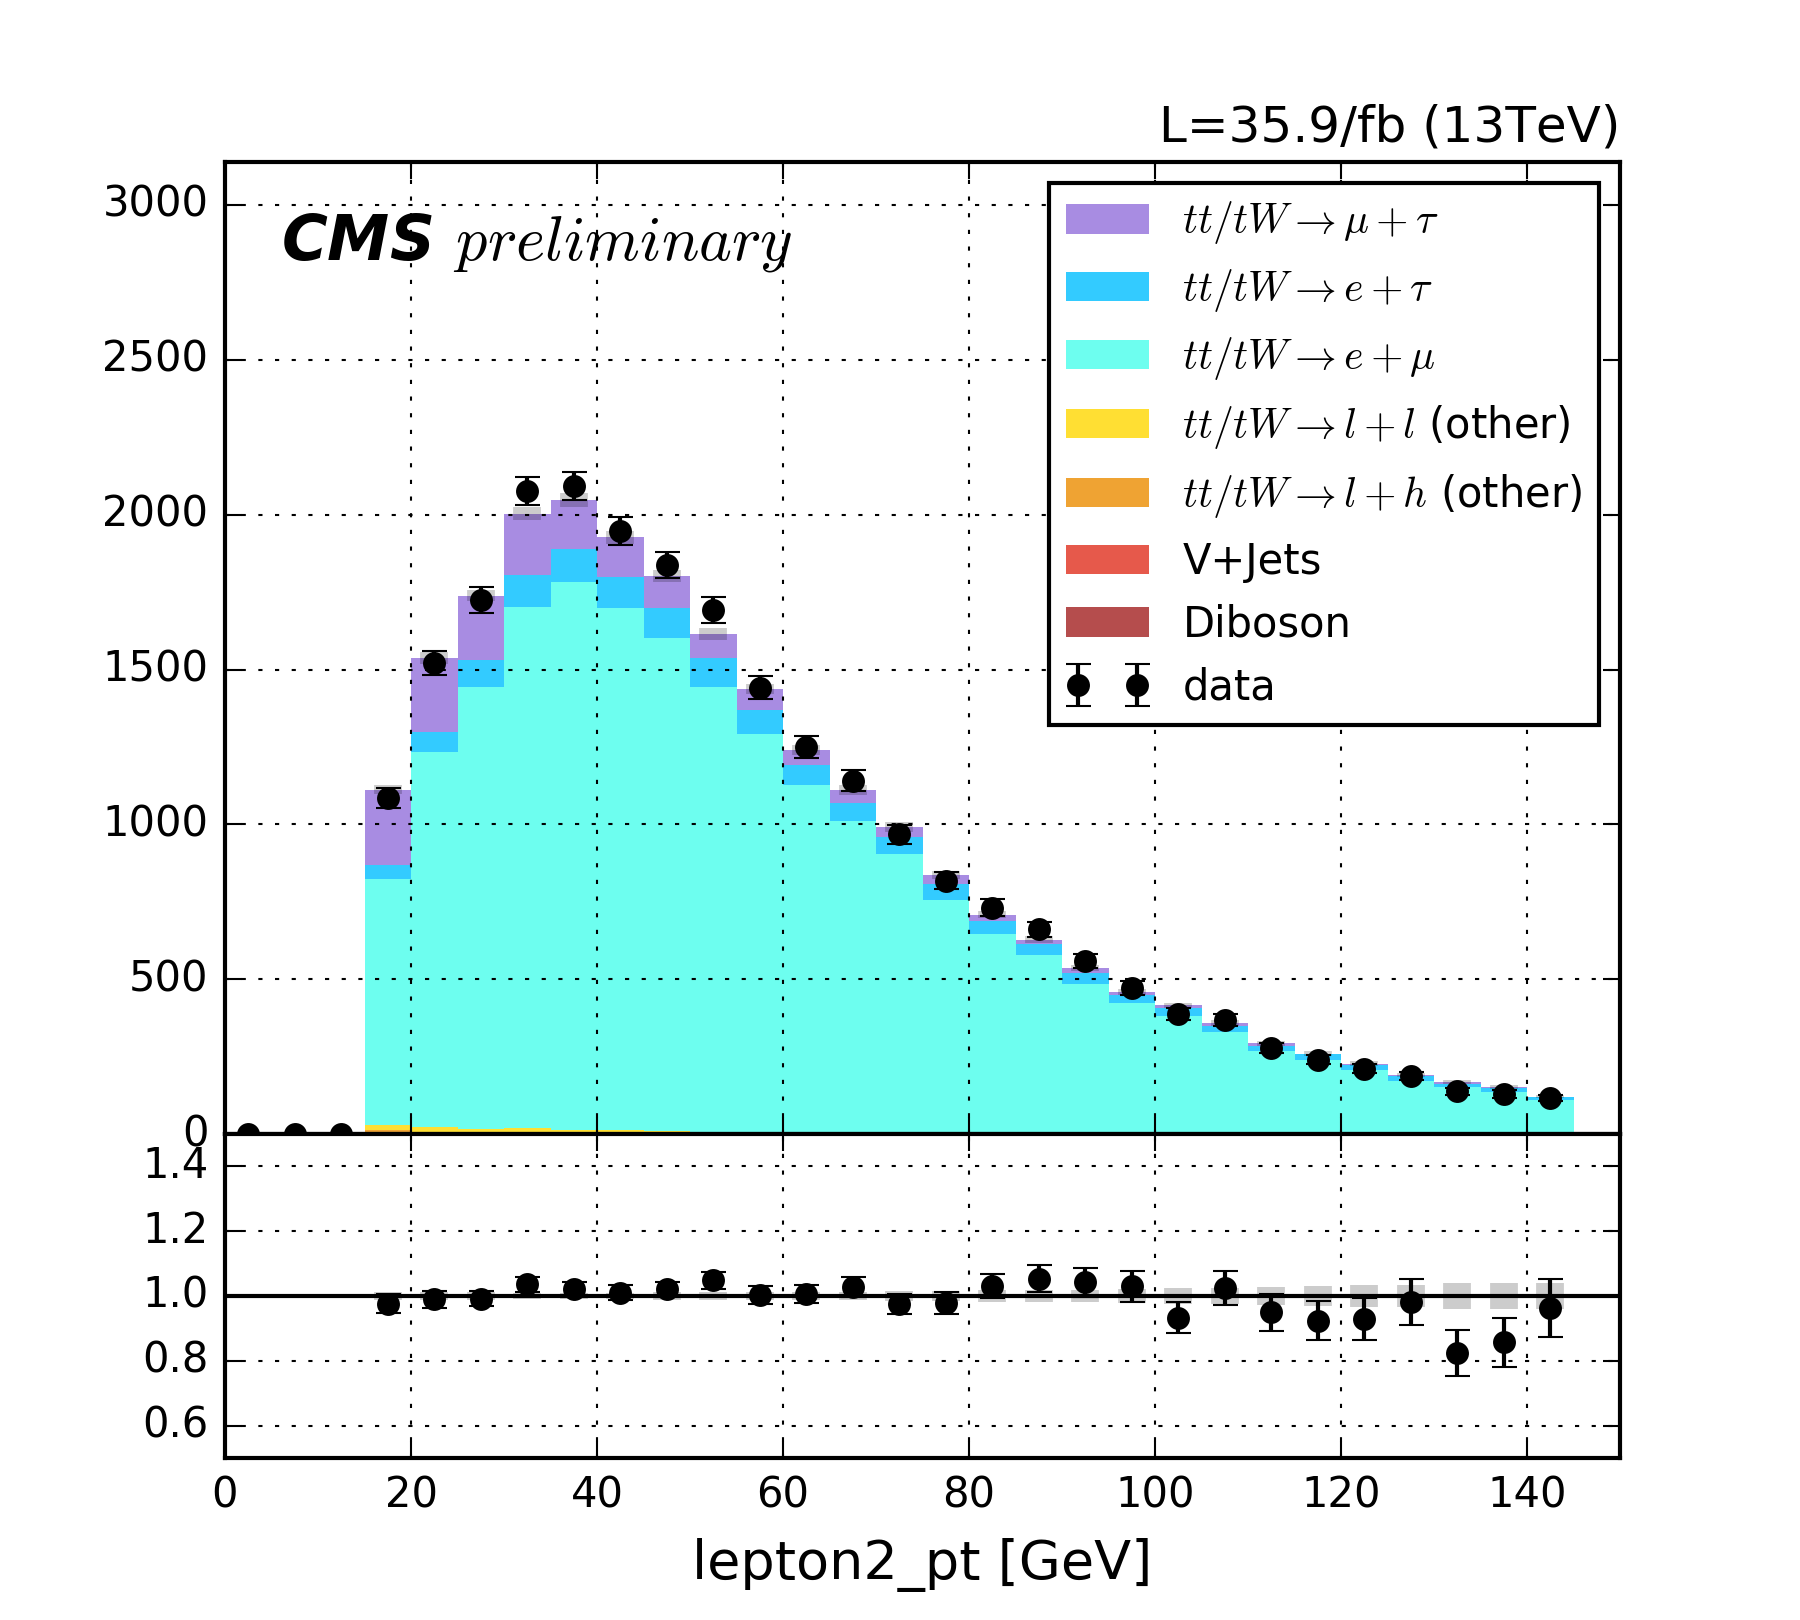 L=35.9/fb (13TeV)
CMS preliminary
3000
2500
2000
1500
1000
500
0
tt/tW→μ+τ
tt/tW→e+τ
tt/tW→e+μ
tt/tW→l+l (other)
tt/tW→l+h (other)
V+Jets
Diboson
data
1.4
1.2
1.0
0.8
0.6
0 20 40 60 80 100 120 140
lepton2_pt [GeV]